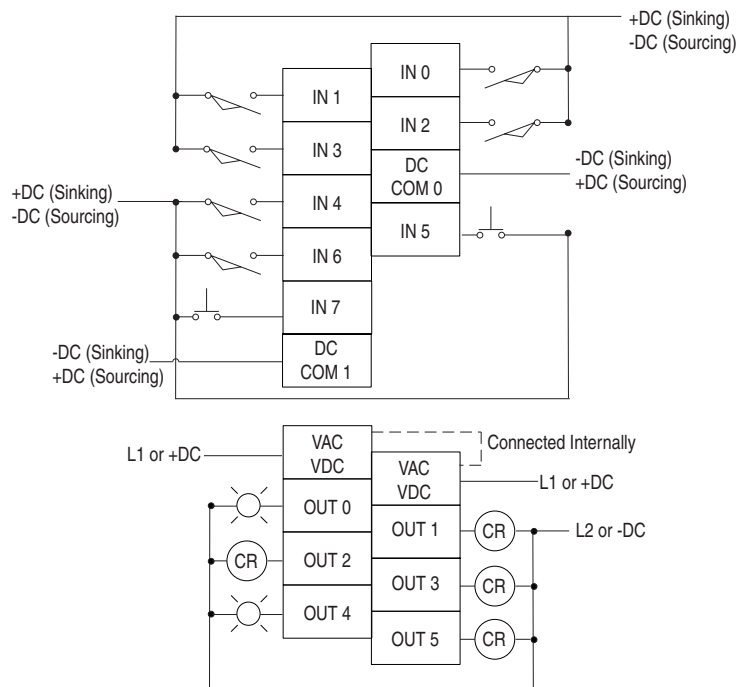 +DC (Sinking)
-DC (Sourcing)
IN 0
IN 1
IN 2
IN 3
DC
COM 0
-DC (Sinking)
+DC (Sourcing)
+DC (Sinking)
-DC (Sourcing)
IN 4
IN 5
IN 6
IN 7
-DC (Sinking)
+DC (Sourcing)
DC
COM 1
L1 or +DC
VAC
VDC
Connected Internally
VAC
VDC
L1 or +DC
OUT 0
OUT 1
CR
L2 or -DC
CR
OUT 2
OUT 3
CR
OUT 4
OUT 5
CR